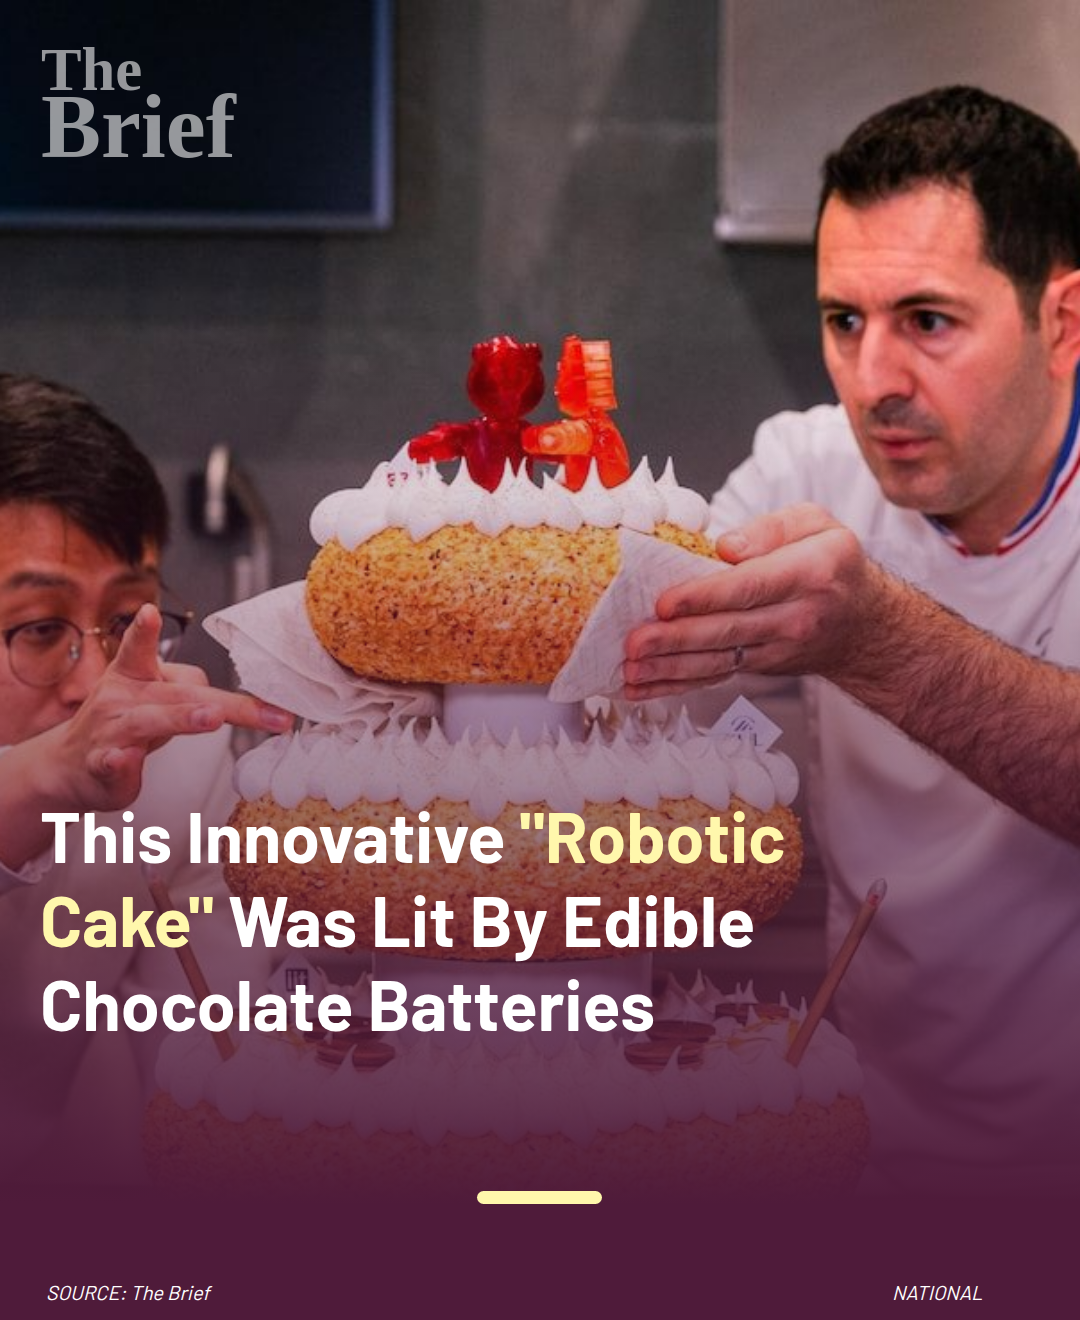 The
Brief
This Innovative "Robotic
Cake" Was Lit By Edible
Chocolate Batteries
SOURCE: The Brief
NATIONAL